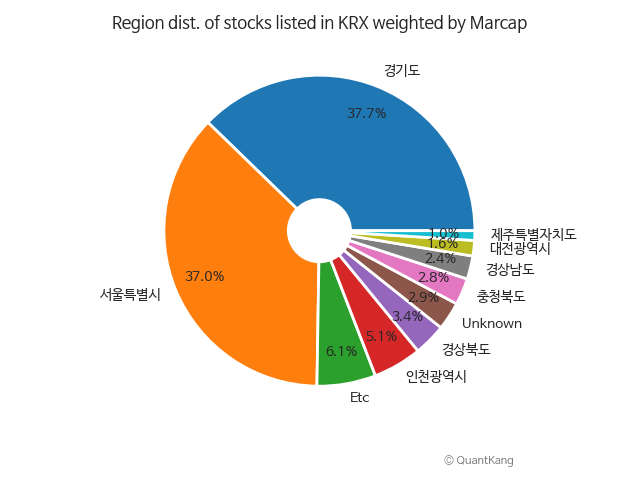 Region dist. of stocks listed in KRX weighted by Marcap
경기도
37.7%
서울특별시
37.0%
Etc
6.1%
인천광역시
5.1%
경상북도
3.4%
Unknown
2.9%
충청북도
2.8%
경상남도
2.4%
대전광역시
1.6%
제주특별자치도
1.0%
© QuantKang